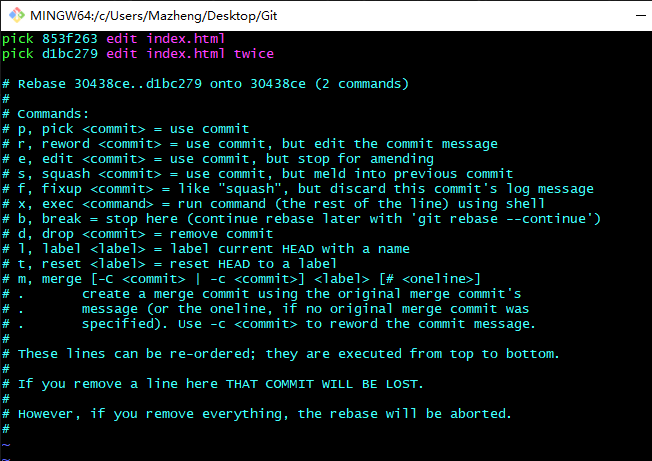 MINGW64:/c/Users/Mazheng/Desktop/Git
pick 853f263 edit index.html
pick d1bc279 edit index.html twice
# Rebase 30438ce..d1bc279 onto 30438ce (2 commands)
#
# Commands:
# p, pick <commit> = use commit
# r, reword <commit> = use commit, but edit the commit message
# e, edit <commit> = use commit, but stop for amending
# s, squash <commit> = use commit, but meld into previous commit
# f, fixup <commit> = like "squash", but discard this commit's log message
# x, exec <command> = run command (the rest of the line) using shell
# b, break = stop here (continue rebase later with 'git rebase --continue')
# d, drop <commit> = remove commit
# l, label <label> = label current HEAD with a name
# t, reset <label> = reset HEAD to a label
# m, merge [-C <commit> | -c <commit>] <label> [# <oneline>]
# .       create a merge commit using the original merge commit's
# .       message (or the oneline, if no original merge commit was
# .       specified). Use -c <commit> to reword the commit message.
#
# These lines can be re-ordered; they are executed from top to bottom.
#
# If you remove a line here THAT COMMIT WILL BE LOST.
#
# However, if you remove everything, the rebase will be aborted.
#
~
~